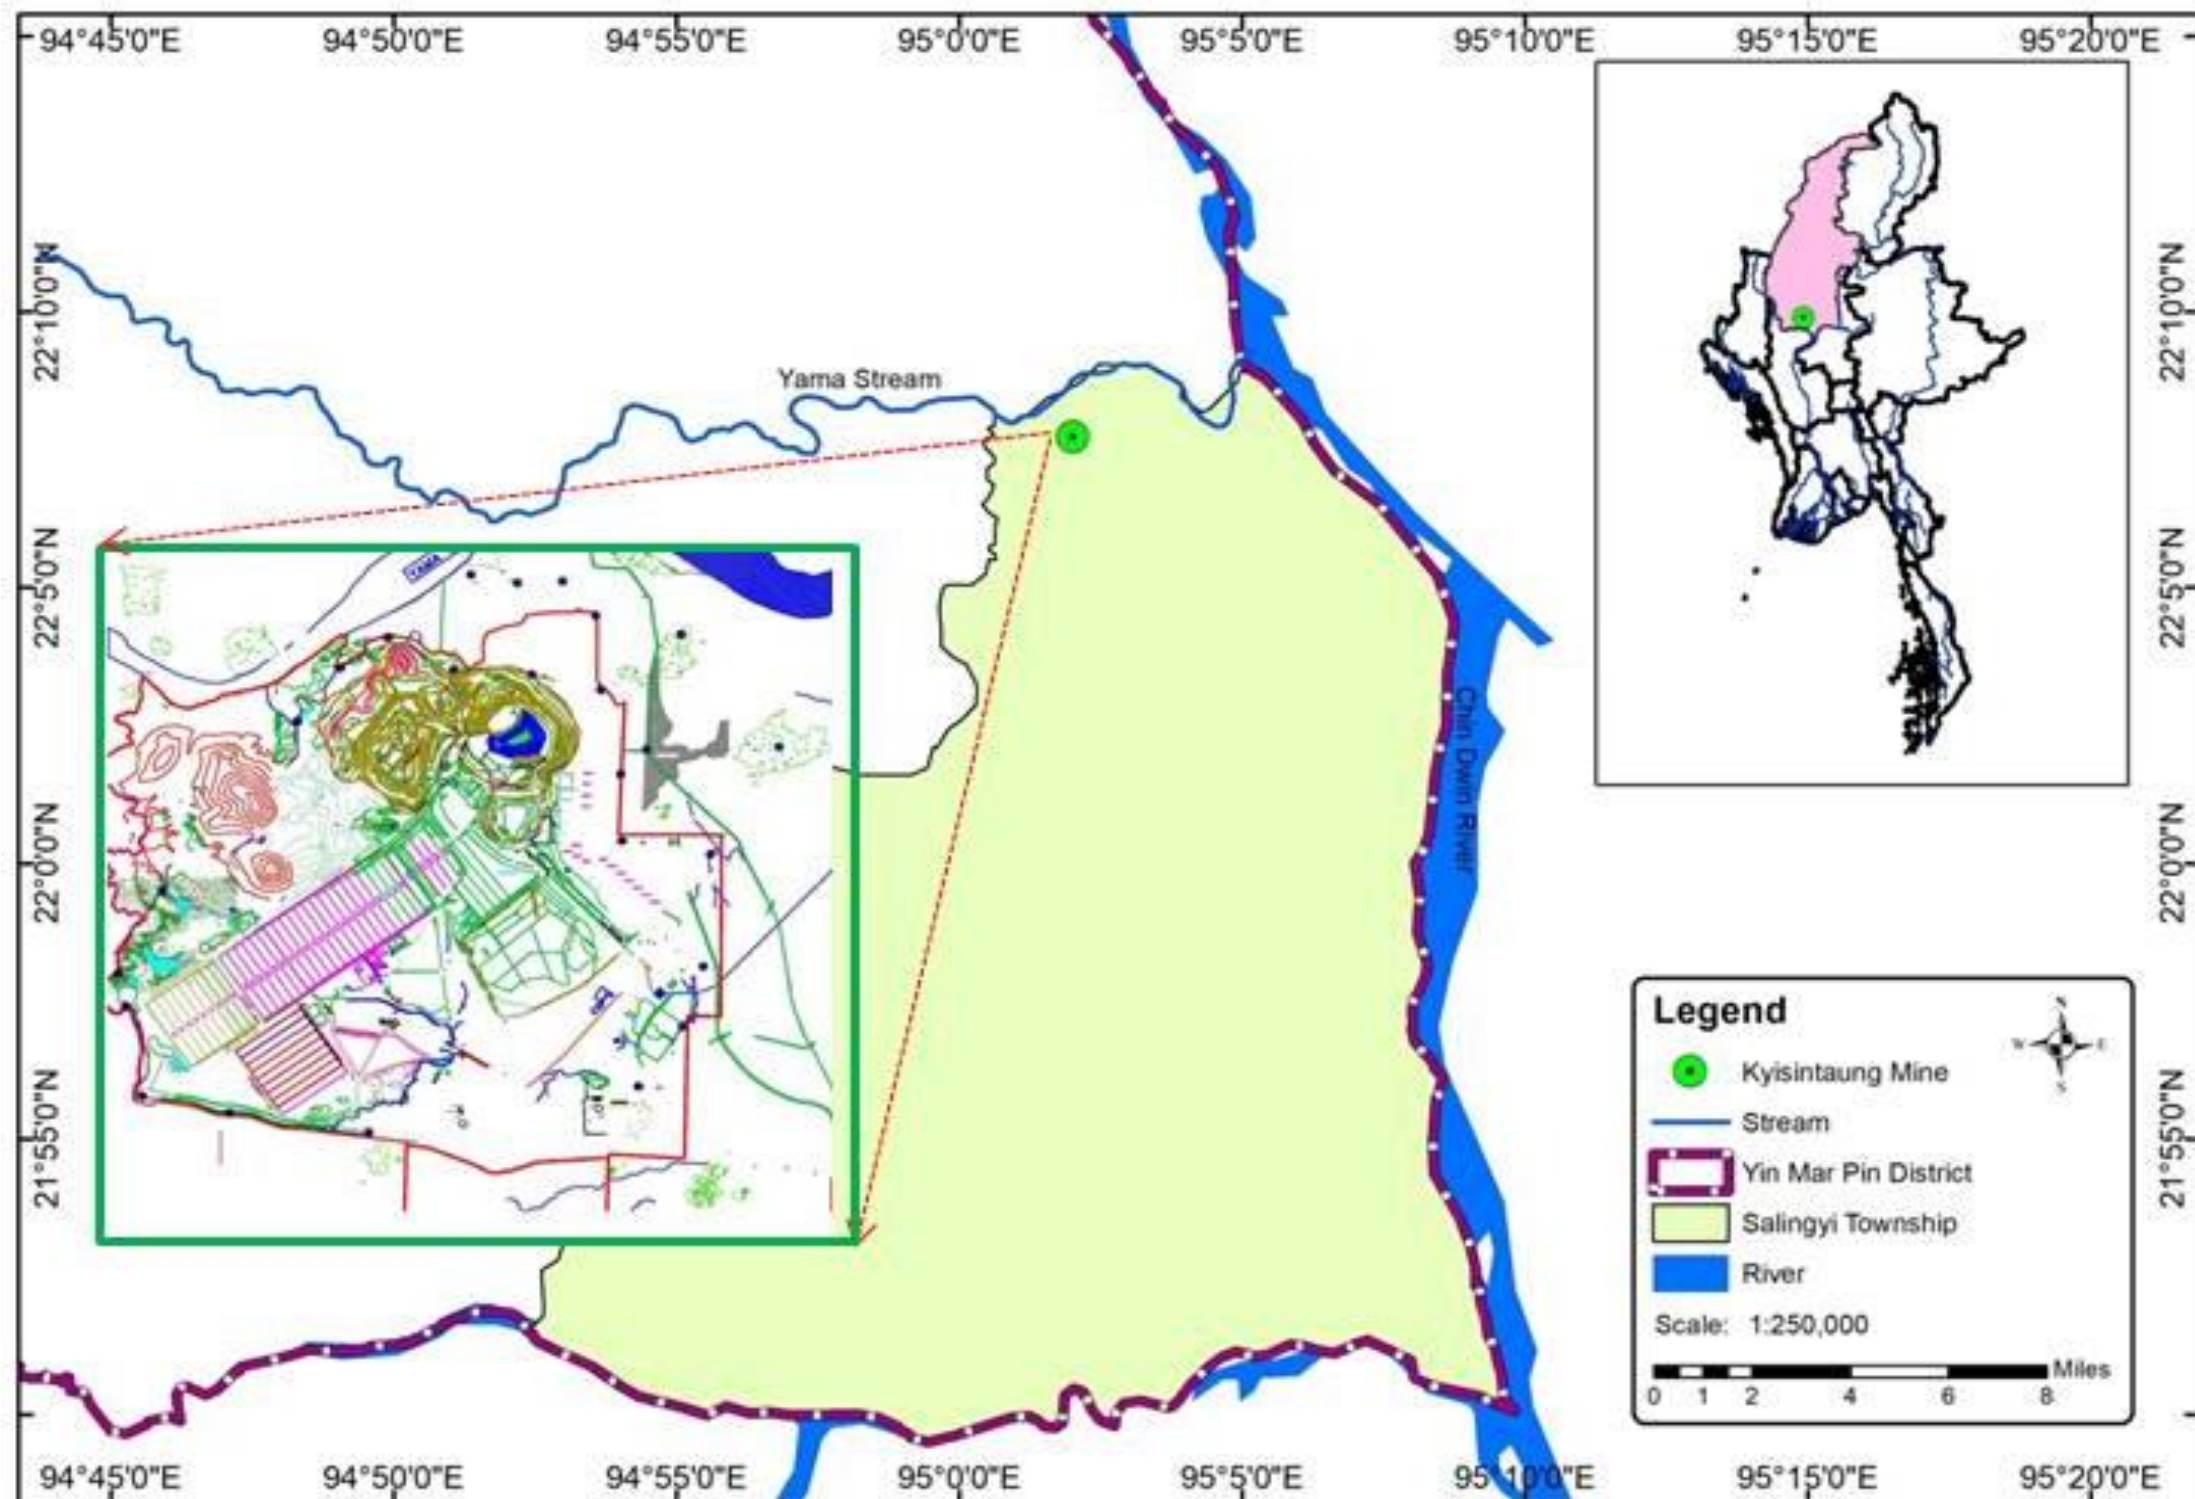 94°45'0"E 94°50'0"E 94°55'0"E 95°0'0"E 95°5'0"E 95°10'0"E 95°15'0"E 95°20'0"E
22°10'0"N
22°10'0"N
Yama Stream
22°5'0"N
22°5'0"N
YAMA
Chin Dwin River
22°0'0"N
22°0'0"N
21°55'0"N
21°55'0"N
Legend
N
W E
S
Kyisintaung Mine
Stream
Yin Mar Pin District
Salingyi Township
River
Scale: 1:250,000
Miles
0 1 2 4 6 8
94°45'0"E 94°50'0"E 94°55'0"E 95°0'0"E 95°5'0"E 95°10'0"E 95°15'0"E 95°20'0"E